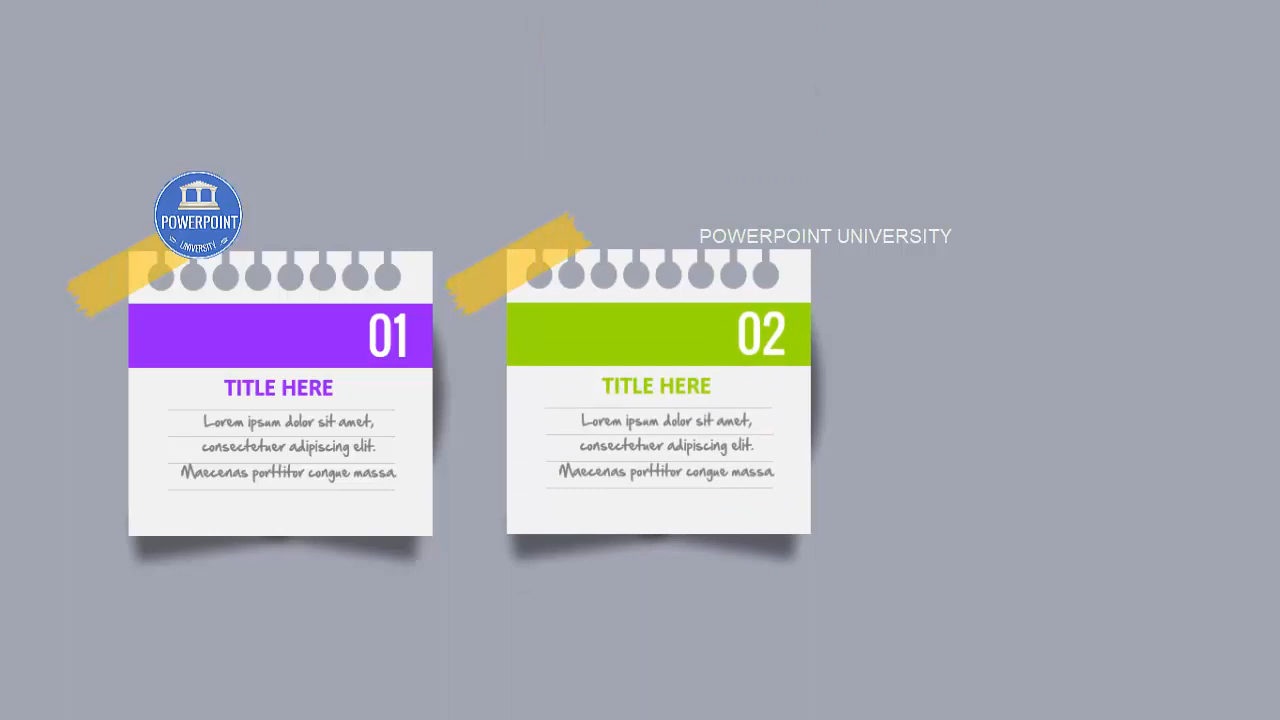 POWERPOINT
UNIVERSITY
POWERPOINT UNIVERSITY
01
TITLE HERE
Lorem ipsum dolor sit amet,
consectetuer adipiscing elit.
Maecenas porttitor congue massa.
02
TITLE HERE
Lorem ipsum dolor sit amet,
consectetuer adipiscing elit.
Maecenas porttitor congue massa.